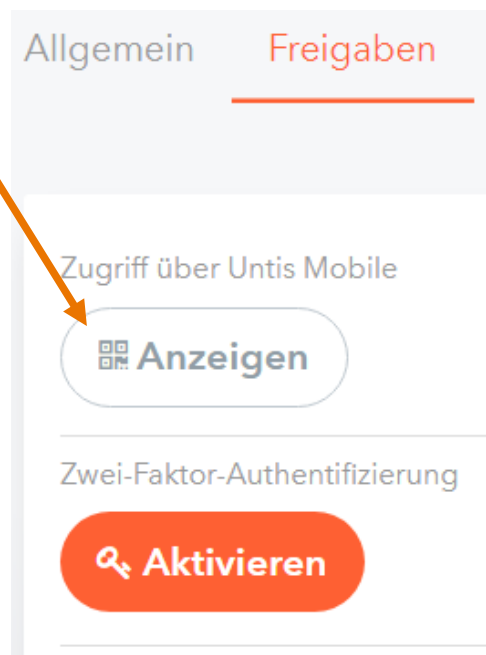 Allgemein Freigaben
Zugriff über Untis Mobile
Anzeigen
Zwei-Faktor-Authentifizierung
Aktivieren